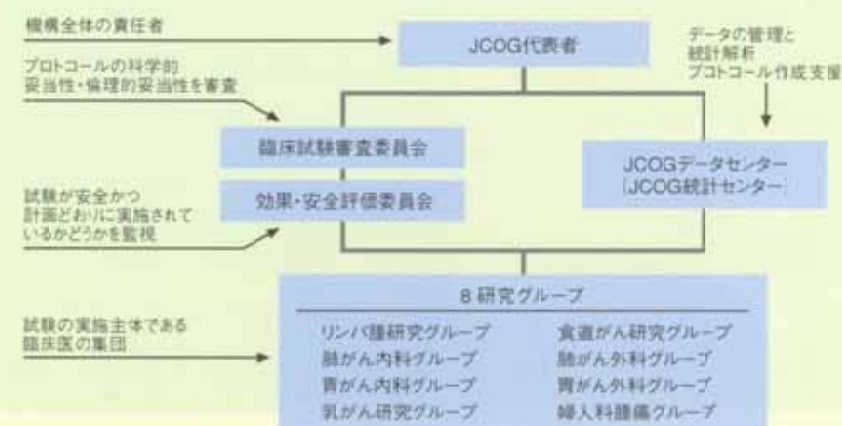 機構全体の責任者
JCOG代表者
データの管理と
統計解析
プロトコール作成支援
プロトコールの科学的
妥当性・倫理的妥当性を審査
臨床試験審査委員会
JCOGデータセンター
[JCOG統計センター]
試験が安全かつ
計画どおりに実施されて
いるかどうかを監視
効果・安全評価委員会
8 研究グループ
試験の実施主体である
臨床医の集団
リンパ腫研究グループ
食道がん研究グループ
肺がん内科グループ
肺がん外科グループ
胃がん内科グループ
胃がん外科グループ
乳がん研究グループ
婦人科腫瘍グループ